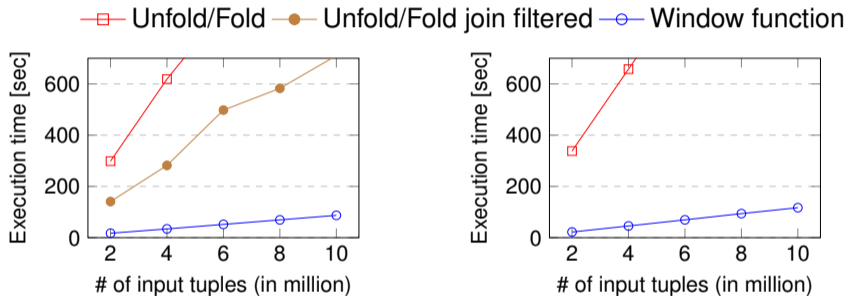 Unfold/Fold Unfold/Fold join filtered Window function
Execution time [sec]
600
400
200
0
2 4 6 8 10
# of input tuples (in million)
Execution time [sec]
600
400
200
0
2 4 6 8 10
# of input tuples (in million)